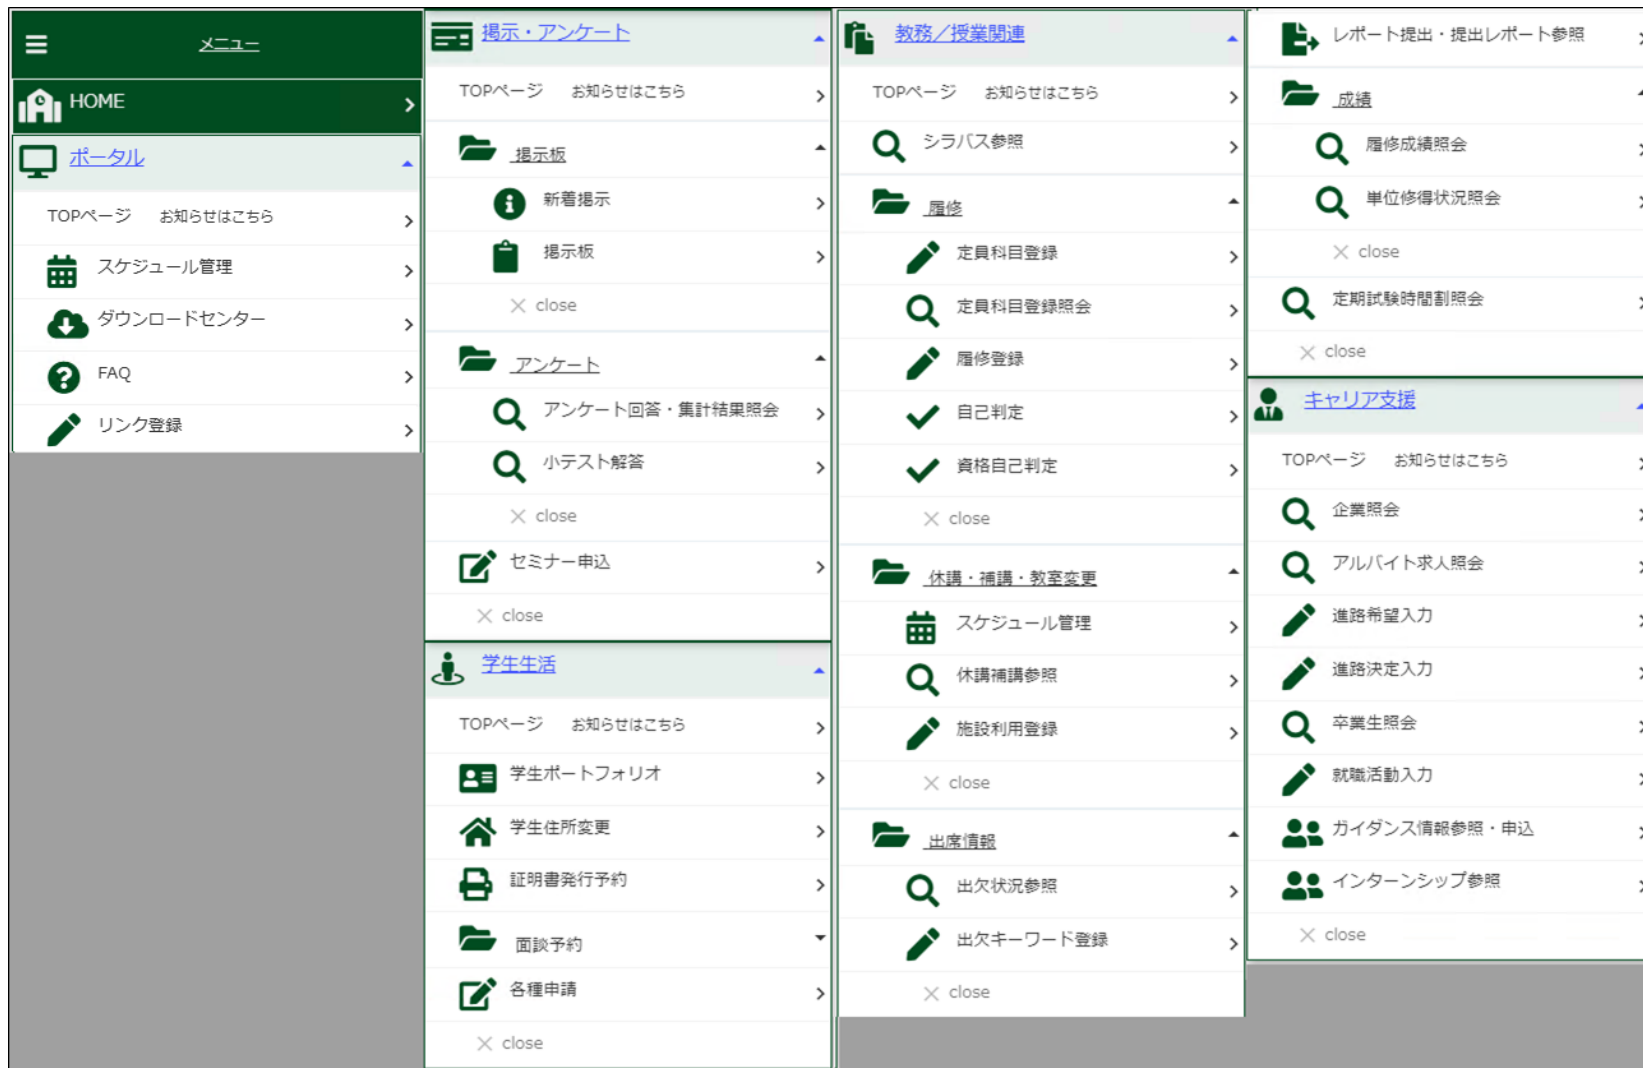 メニュー
HOME
ポータル
TOPページ お知らせはこちら
スケジュール管理
ダウンロードセンター
FAQ
リンク登録
掲示・アンケート
TOPページ お知らせはこちら
掲示板
新着掲示
掲示板
× close
アンケート
アンケート回答・集計結果照会
小テスト解答
× close
セミナー申込
× close
学生生活
TOPページ お知らせはこちら
学生ポートフォリオ
学生住所変更
証明書発行予約
面談予約
各種申請
× close
教務／授業関連
TOPページ お知らせはこちら
シラバス参照
履修
定員科目登録
定員科目登録照会
履修登録
自己判定
資格自己判定
× close
休講・補講・教室変更
スケジュール管理
休講補講参照
施設利用登録
× close
出席情報
出欠状況参照
出欠キーワード登録
× close
レポート提出・提出レポート参照
成績
履修成績照会
単位修得状況照会
× close
定期試験時間割照会
× close
キャリア支援
TOPページ お知らせはこちら
企業照会
アルバイト求人照会
進路希望入力
進路決定入力
卒業生照会
就職活動入力
ガイダンス情報参照・申込
インターンシップ参照
× close